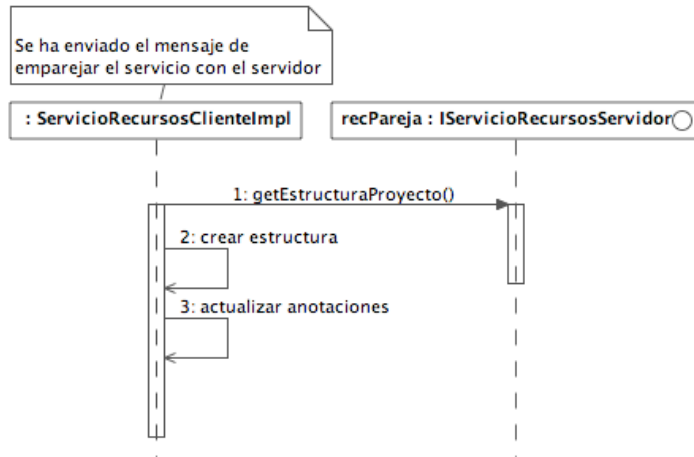 Se ha enviado el mensaje de
emparejar el servicio con el servidor
: ServicioRecursosClienteImpl
recPareja : IServicioRecursosServidor
1: getEstructuraProyecto()
2: crear estructura
3: actualizar anotaciones